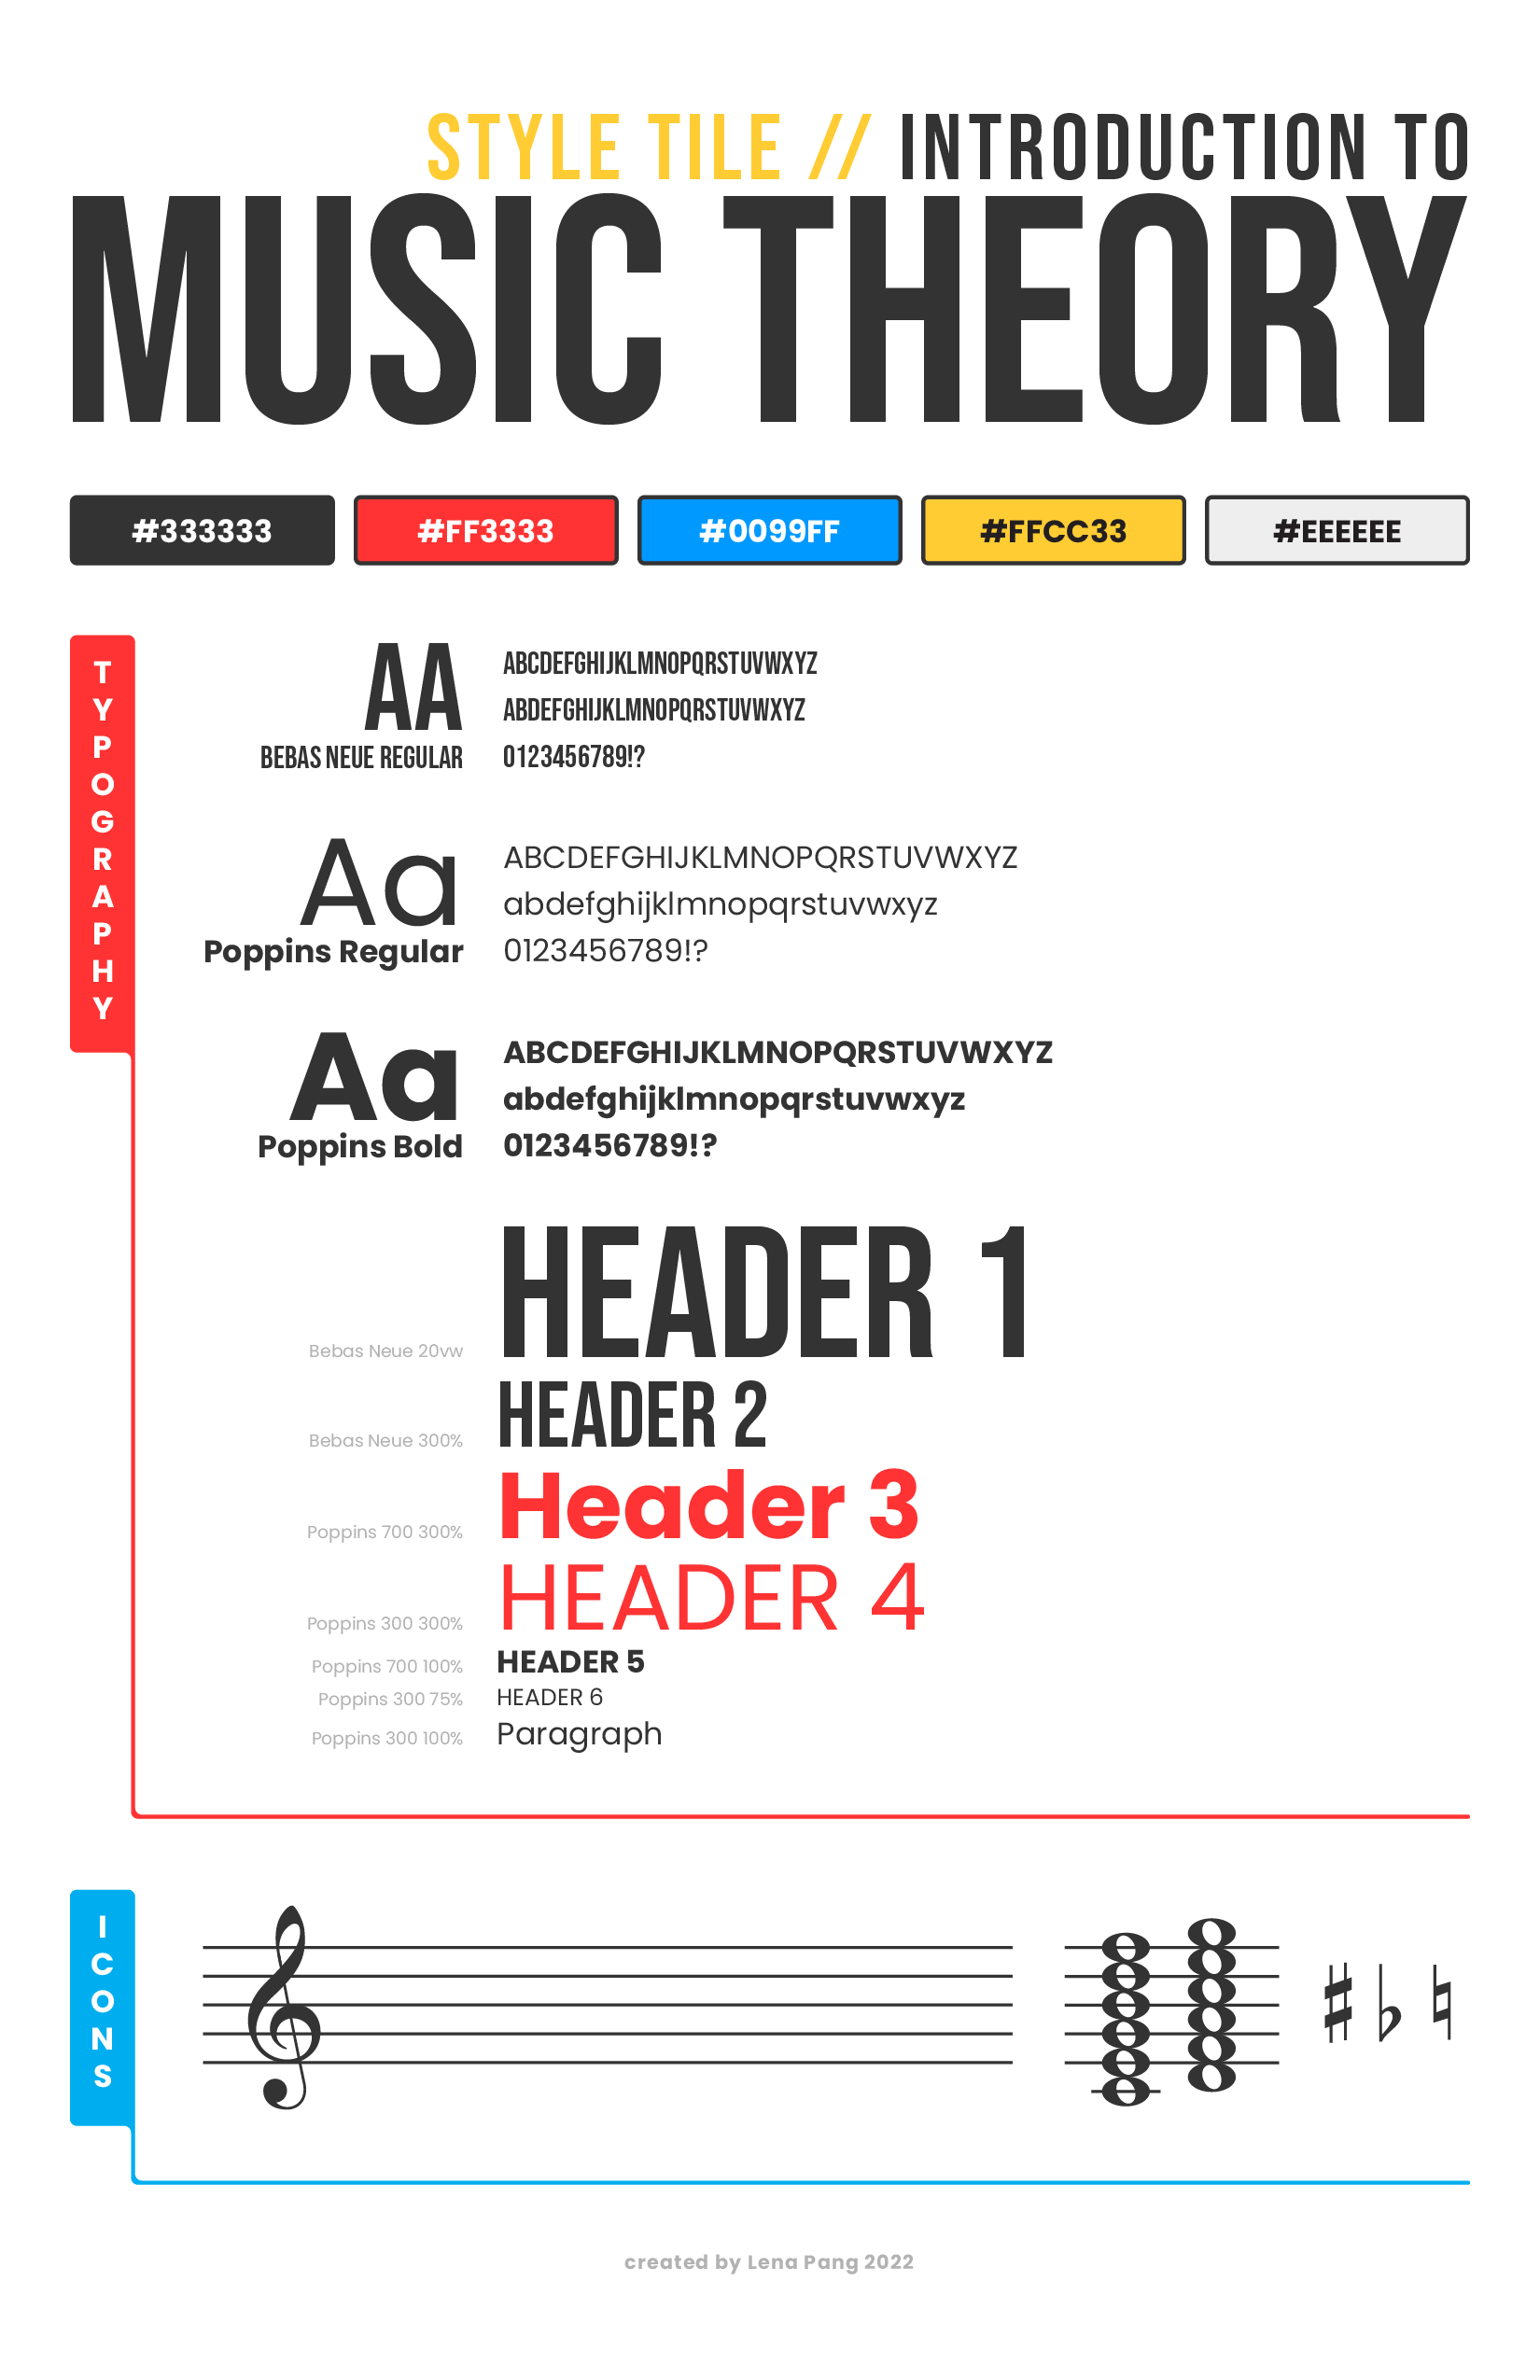 STYLE TILE // INTRODUCTION TO
MUSIC THEORY
#333333
#FF3333
#0099FF
#FFCC33
#EEEEEE
TYPOGRAPHY
AA
BEBAS NEUE REGULAR
ABCDEFGHIJKLMNOPQRSTUVWXYZ
ABDEFGHIJKLMNOPQRSTUVWXYZ
0123456789!?
Aa
Poppins Regular
ABCDEFGHIJKLMNOPQRSTUVWXYZ
abdefghijklmnopqrstuvwxyz
0123456789!?
Aa
Poppins Bold
ABCDEFGHIJKLMNOPQRSTUVWXYZ
abdefghijklmnopqrstuvwxyz
0123456789!?
Bebas Neue 20vw HEADER 1
Bebas Neue 300% HEADER 2
Poppins 700 300% Header 3
Poppins 300 300% HEADER 4
Poppins 700 100% HEADER 5
Poppins 300 75% HEADER 6
Poppins 300 100% Paragraph
ICONS
created by Lena Pang 2022